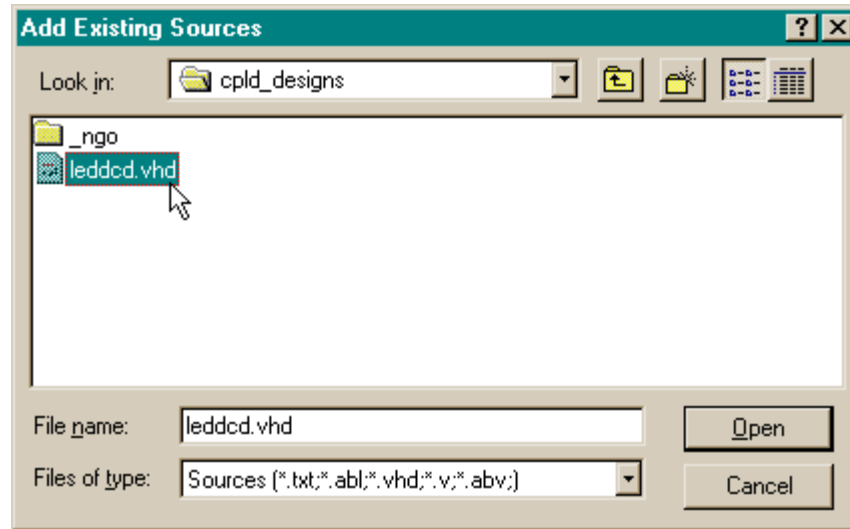 Add Existing Sources
Look in: cpld_designs
_ngo
leddcd.vhd
File name: leddcd.vhd Open
Files of type: Sources (*.txt;*.abl;*.vhd;*.v;*.abv;) Cancel